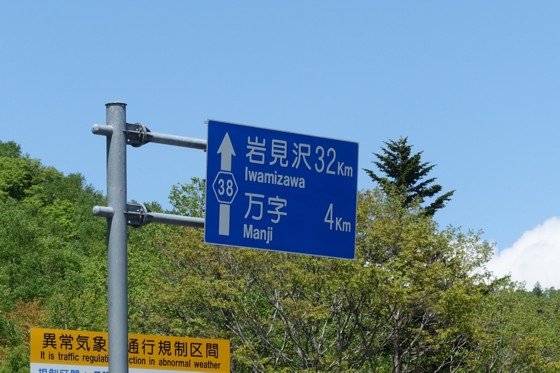 岩見沢 32Km
Iwamizawa
38
万字 4Km
Manji
異常気象 通行規制区間
It is traffic regulation section in abnormal weather